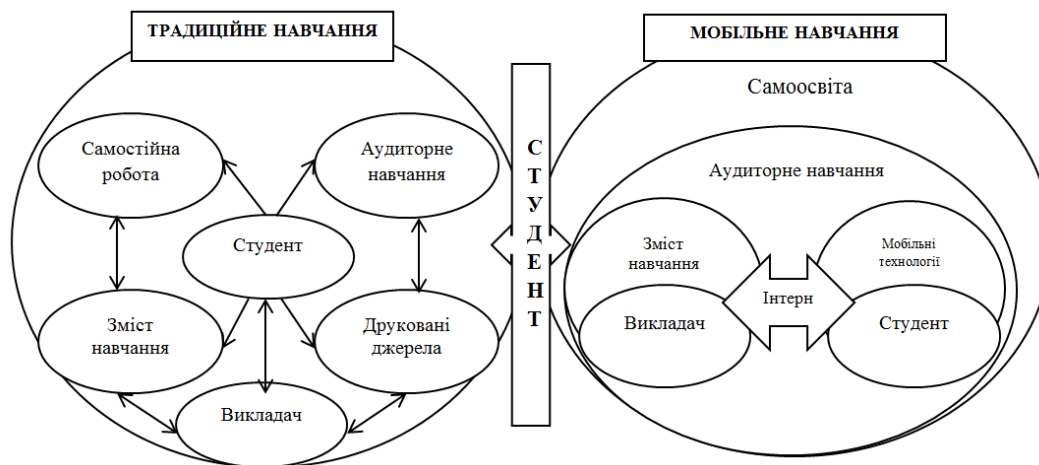 ТРАДИЦІЙНЕ НАВЧАННЯ
Самостійна
робота
Аудиторне
навчання
Студент
Зміст
навчання
Друковані
джерела
Викладач
СТУДЕНТ
МОБІЛЬНЕ НАВЧАННЯ
Самоосвіта
Аудиторне навчання
Зміст
навчання
Мобільні
технології
Інтерн
Викладач
Студент